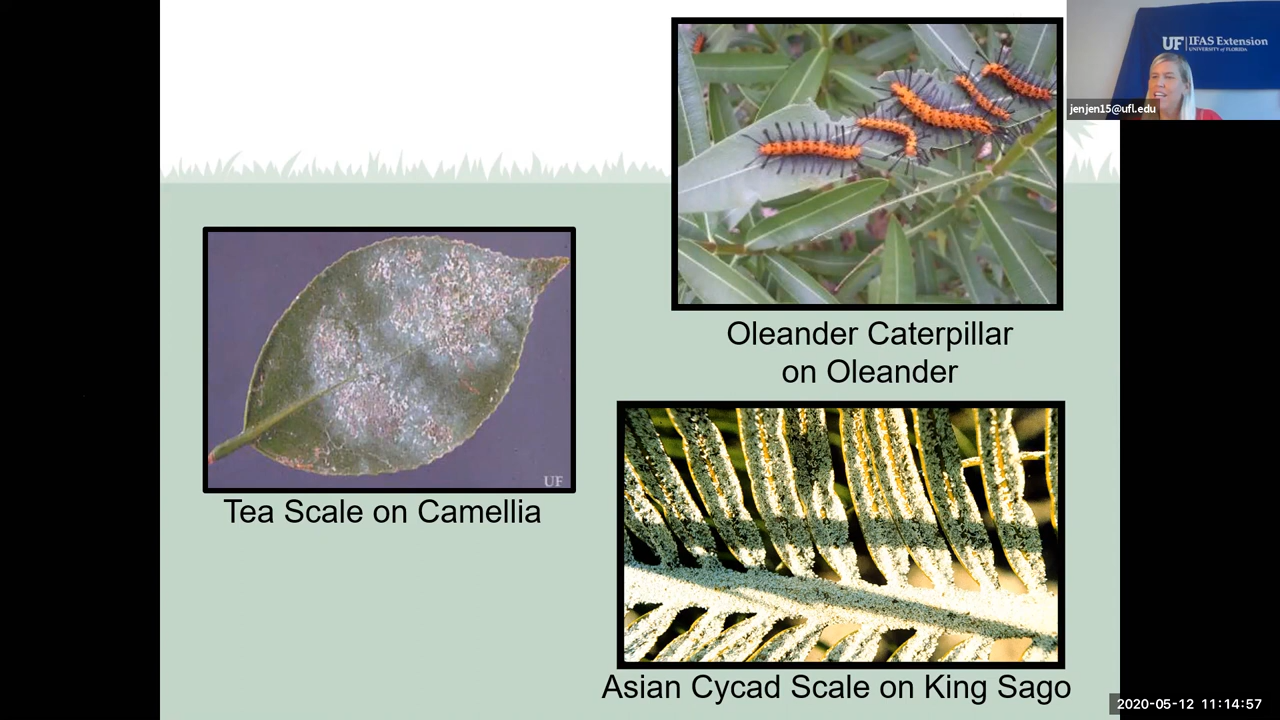 UF IFAS Extension
UNIVERSITY of FLORIDA
jenjen15@ufl.edu
Oleander Caterpillar
on Oleander
UF
Tea Scale on Camellia
Asian Cycad Scale on King Sago
2020-05-12 11:14:57